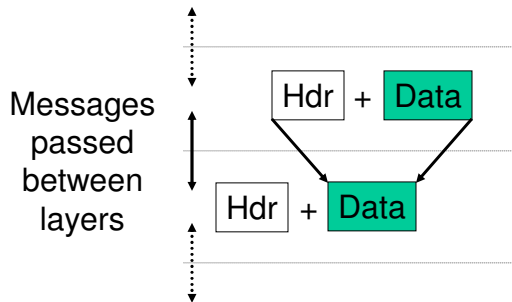 Messages
passed
between
layers
Hdr + Data
Hdr + Data